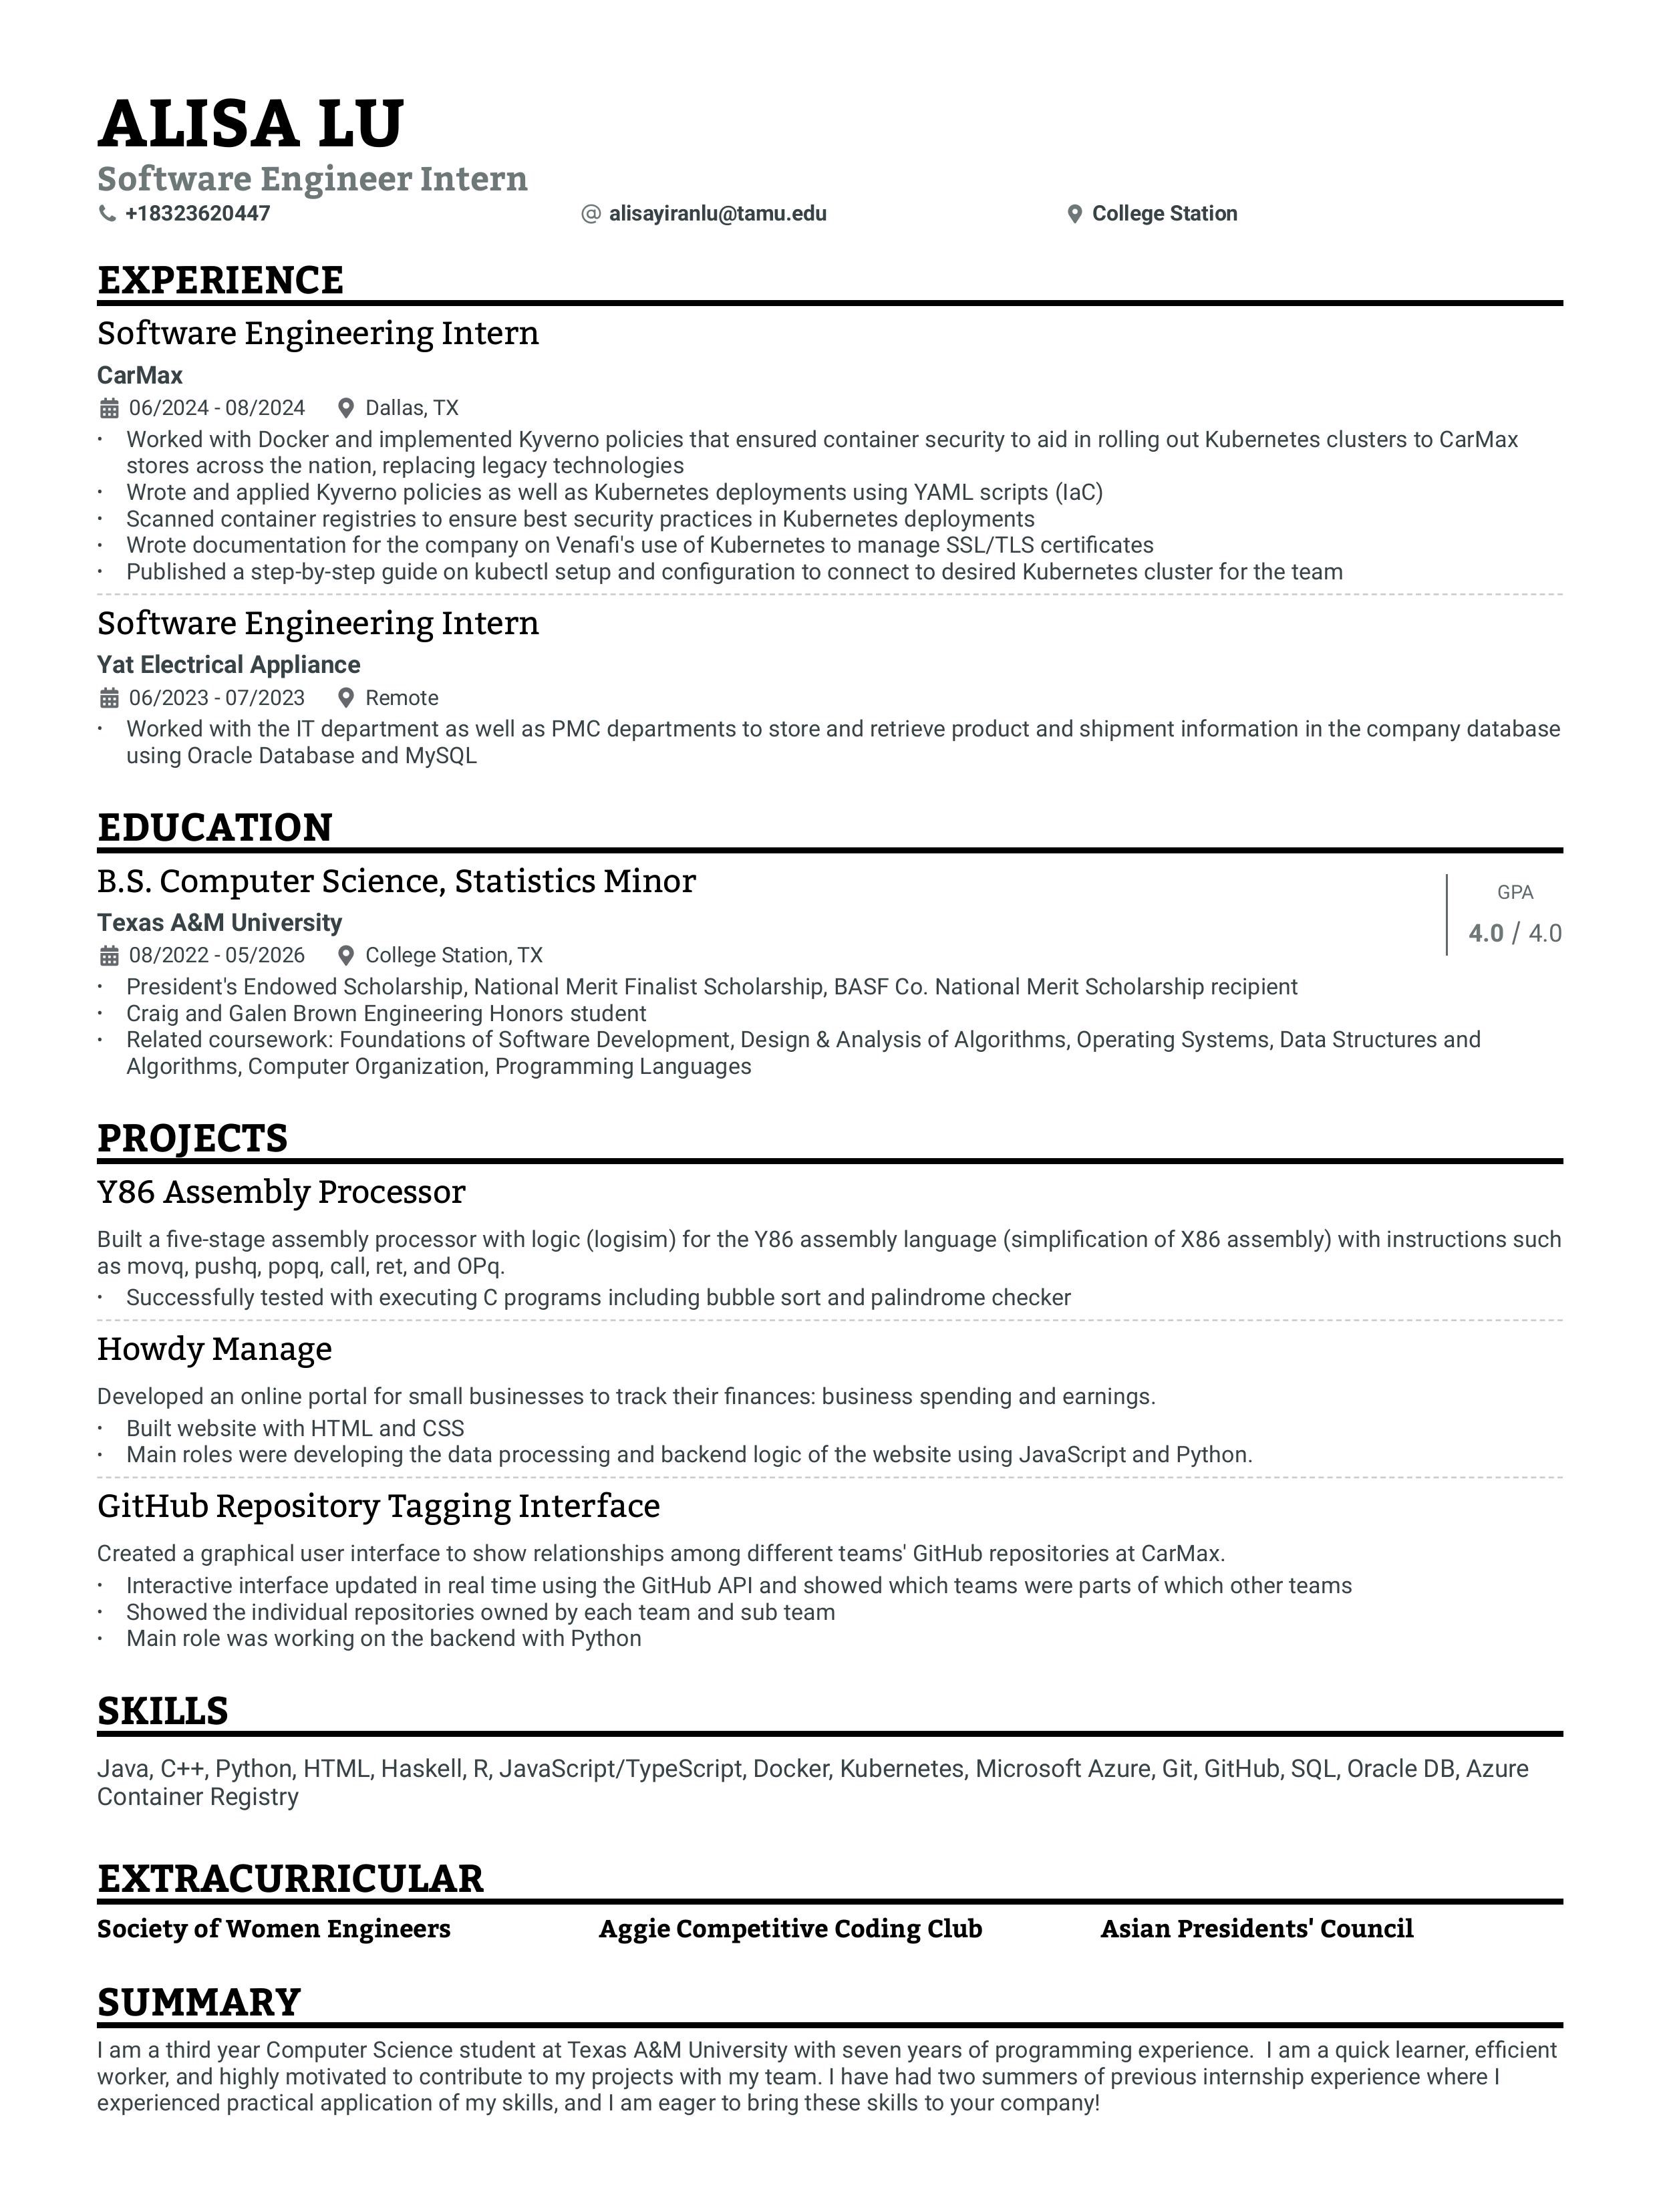 ALISA LU
Software Engineer Intern
+18323620447 @ alisayiranlu@tamu.edu College Station
EXPERIENCE
Software Engineering Intern
CarMax
06/2024 - 08/2024 Dallas, TX
• Worked with Docker and implemented Kyverno policies that ensured container security to aid in rolling out Kubernetes clusters to CarMax
stores across the nation, replacing legacy technologies
• Wrote and applied Kyverno policies as well as Kubernetes deployments using YAML scripts (IaC)
• Scanned container registries to ensure best security practices in Kubernetes deployments
• Wrote documentation for the company on Venafi's use of Kubernetes to manage SSL/TLS certificates
• Published a step-by-step guide on kubectl setup and configuration to connect to desired Kubernetes cluster for the team
Software Engineering Intern
Yat Electrical Appliance
06/2023 - 07/2023 Remote
• Worked with the IT department as well as PMC departments to store and retrieve product and shipment information in the company database
using Oracle Database and MySQL
EDUCATION
B.S. Computer Science, Statistics Minor
Texas A&M University
08/2022 - 05/2026 College Station, TX
GPA
4.0 / 4.0
• President's Endowed Scholarship, National Merit Finalist Scholarship, BASF Co. National Merit Scholarship recipient
• Craig and Galen Brown Engineering Honors student
• Related coursework: Foundations of Software Development, Design & Analysis of Algorithms, Operating Systems, Data Structures and
Algorithms, Computer Organization, Programming Languages
PROJECTS
Y86 Assembly Processor
Built a five-stage assembly processor with logic (logisim) for the Y86 assembly language (simplification of X86 assembly) with instructions such
as movq, pushq, popq, call, ret, and OPq.
• Successfully tested with executing C programs including bubble sort and palindrome checker
Howdy Manage
Developed an online portal for small businesses to track their finances: business spending and earnings.
• Built website with HTML and CSS
• Main roles were developing the data processing and backend logic of the website using JavaScript and Python.
GitHub Repository Tagging Interface
Created a graphical user interface to show relationships among different teams' GitHub repositories at CarMax.
• Interactive interface updated in real time using the GitHub API and showed which teams were parts of which other teams
• Showed the individual repositories owned by each team and sub team
• Main role was working on the backend with Python
SKILLS
Java, C++, Python, HTML, Haskell, R, JavaScript/TypeScript, Docker, Kubernetes, Microsoft Azure, Git, GitHub, SQL, Oracle DB, Azure
Container Registry
EXTRACURRICULAR
Society of Women Engineers Aggie Competitive Coding Club Asian Presidents' Council
SUMMARY
I am a third year Computer Science student at Texas A&M University with seven years of programming experience.  I am a quick learner, efficient
worker, and highly motivated to contribute to my projects with my team. I have had two summers of previous internship experience where I
experienced practical application of my skills, and I am eager to bring these skills to your company!